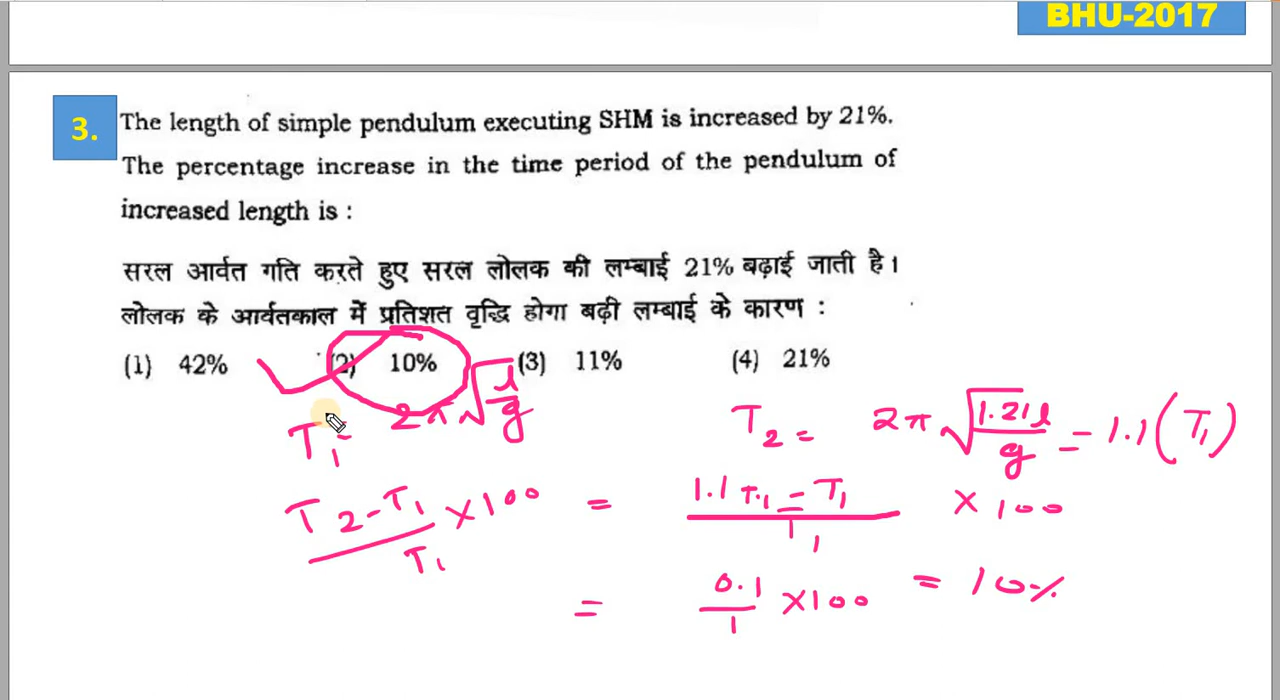 BHU-2017
3.
The length of simple pendulum executing SHM is increased by 21%.
The percentage increase in the time period of the pendulum of
increased length is :
सरल आर्वत गति करते हुए सरल लोलक की लम्बाई 21% बढ़ाई जाती है।
लोलक के आर्वतकाल में प्रतिशत वृद्धि होगा बढ़ी लम्बाई के कारण :
(1) 42% (2) 10% (3) 11% (4) 21%
T₁ = 2π√(l/g) T₂ = 2π√(1.21l/g) = 1.1(T₁)
(T₂-T₁)/T₁ × 100 = (1.1T₁-T₁)/T₁ × 100
= 0.1/1 × 100 = 10%